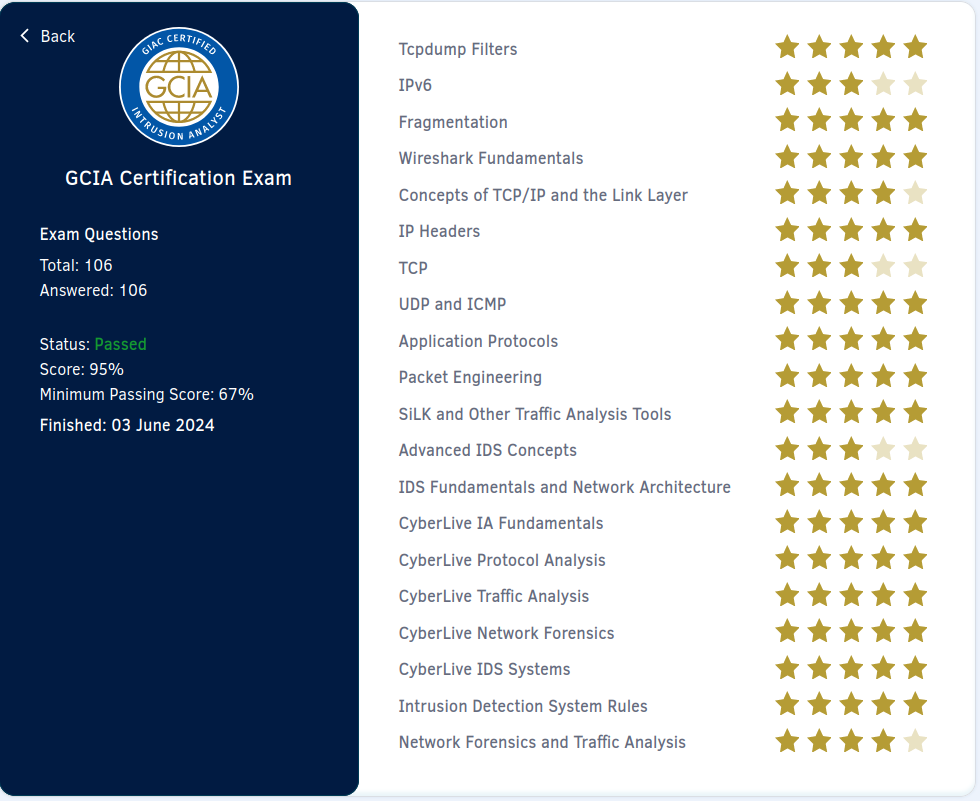 Back
GIAC CERTIFIED
GCIA
INTRUSION ANALYST
GCIA Certification Exam
Exam Questions
Total: 106
Answered: 106
Status: Passed
Score: 95%
Minimum Passing Score: 67%
Finished: 03 June 2024
Tcpdump Filters
IPv6
Fragmentation
Wireshark Fundamentals
Concepts of TCP/IP and the Link Layer
IP Headers
TCP
UDP and ICMP
Application Protocols
Packet Engineering
SiLK and Other Traffic Analysis Tools
Advanced IDS Concepts
IDS Fundamentals and Network Architecture
CyberLive IA Fundamentals
CyberLive Protocol Analysis
CyberLive Traffic Analysis
CyberLive Network Forensics
CyberLive IDS Systems
Intrusion Detection System Rules
Network Forensics and Traffic Analysis